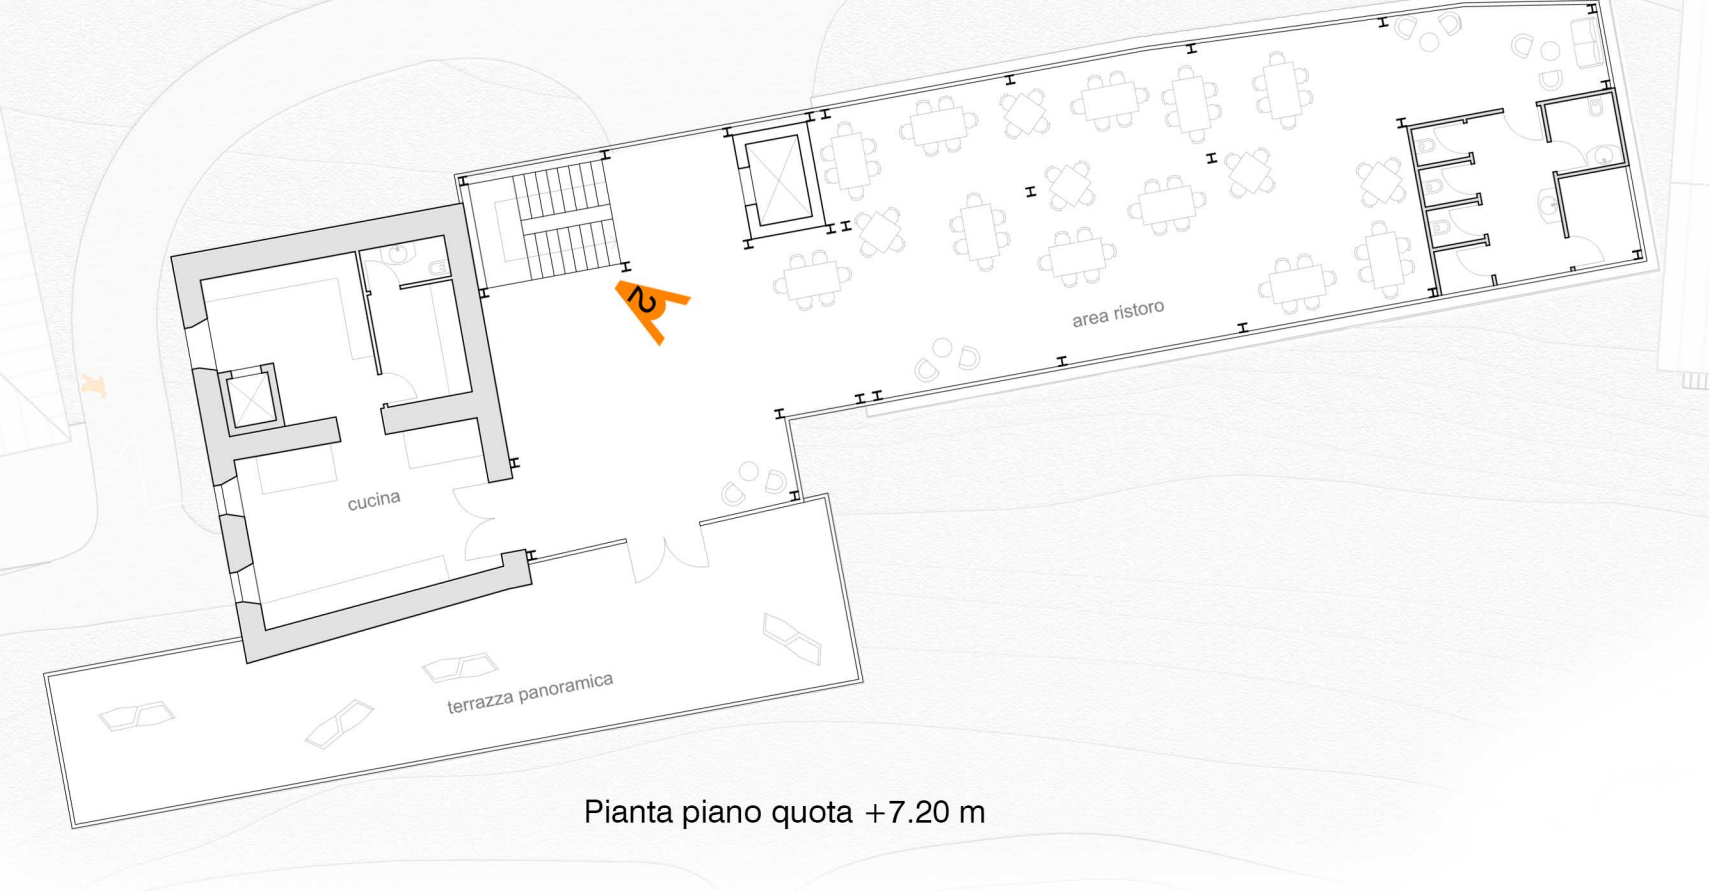 area ristoro
2
cucina
terrazza panoramica
Pianta piano quota +7.20 m